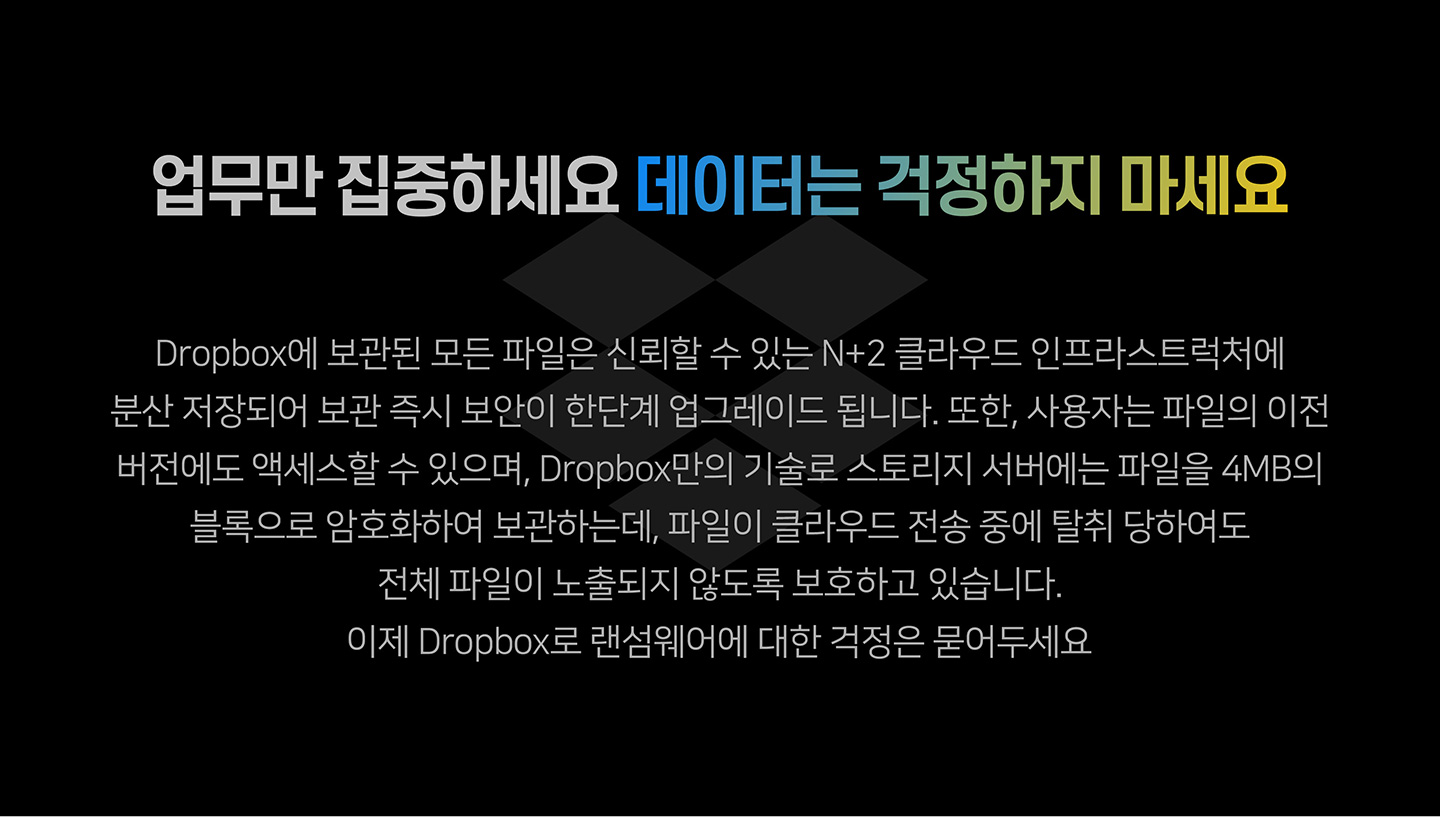 업무만 집중하세요 데이터는 걱정하지 마세요
Dropbox에 보관된 모든 파일은 신뢰할 수 있는 N+2 클라우드 인프라스트럭처에
분산 저장되어 보관 즉시 보안이 한단계 업그레이드 됩니다. 또한, 사용자는 파일의 이전
버전에도 액세스할 수 있으며, Dropbox만의 기술로 스토리지 서버에는 파일을 4MB의
블록으로 암호화하여 보관하는데, 파일이 클라우드 전송 중에 탈취 당하여도
전체 파일이 노출되지 않도록 보호하고 있습니다.
이제 Dropbox로 랜섬웨어에 대한 걱정은 묻어두세요